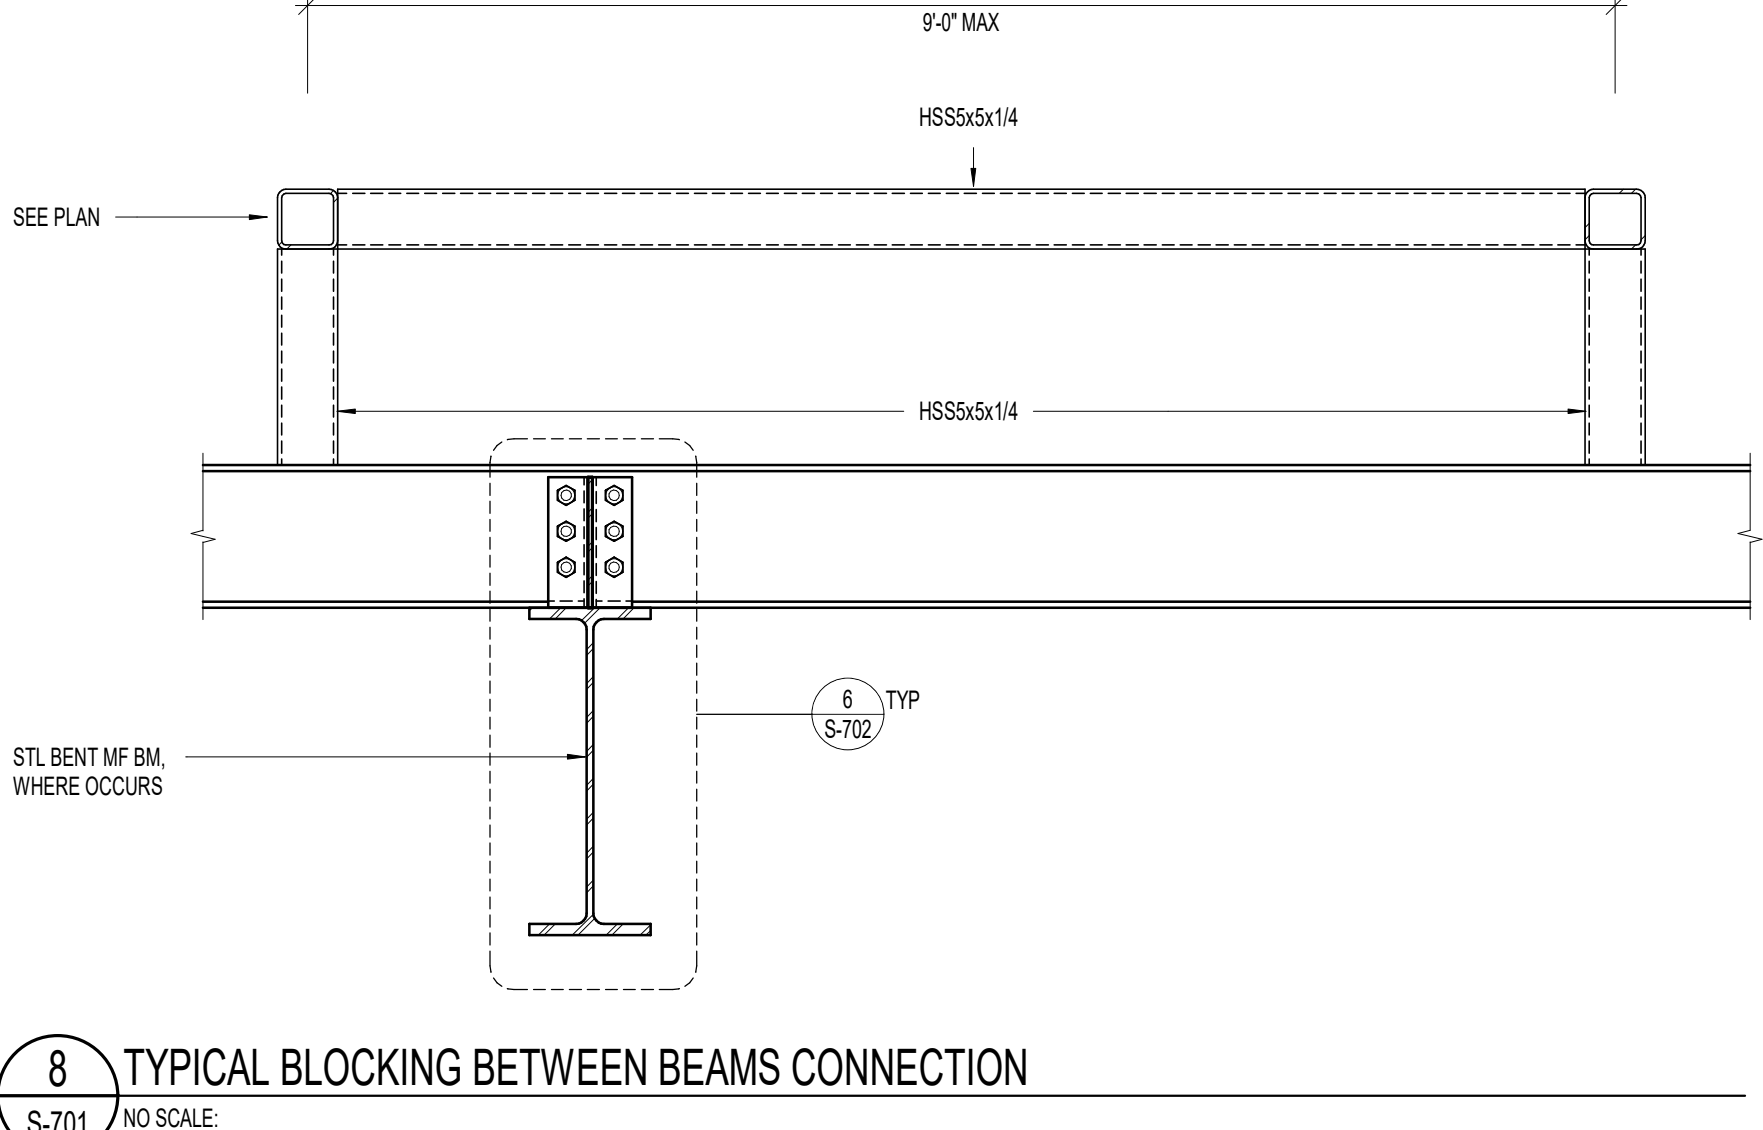 9'-0" MAX
HSS5x5x1/4
SEE PLAN
HSS5x5x1/4
6
S-702
TYP
STL BENT MF BM,
WHERE OCCURS
8
S-701
TYPICAL BLOCKING BETWEEN BEAMS CONNECTION
NO SCALE: